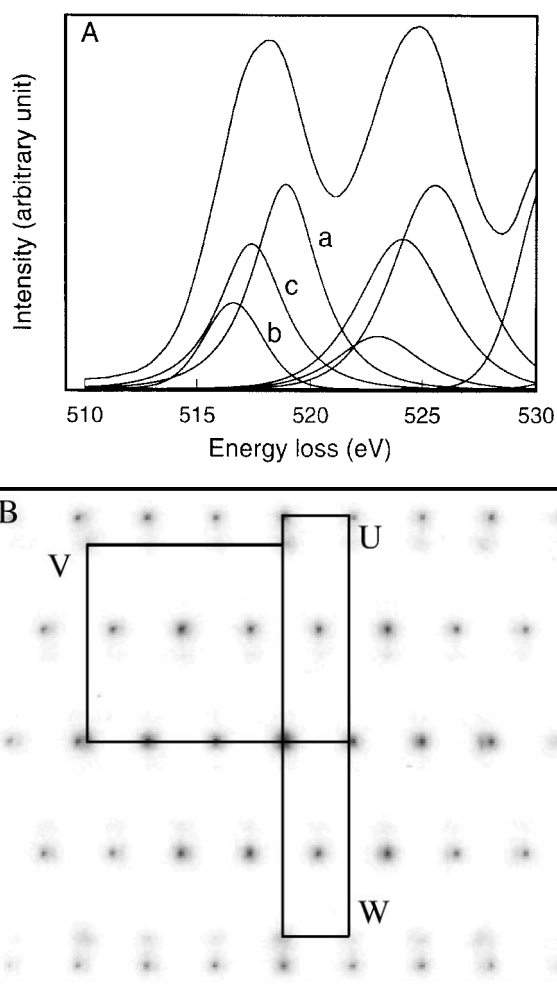 A
Intensity (arbitrary unit)
a
c
b
510 515 520 525 530
Energy loss (eV)
B
U
V
W